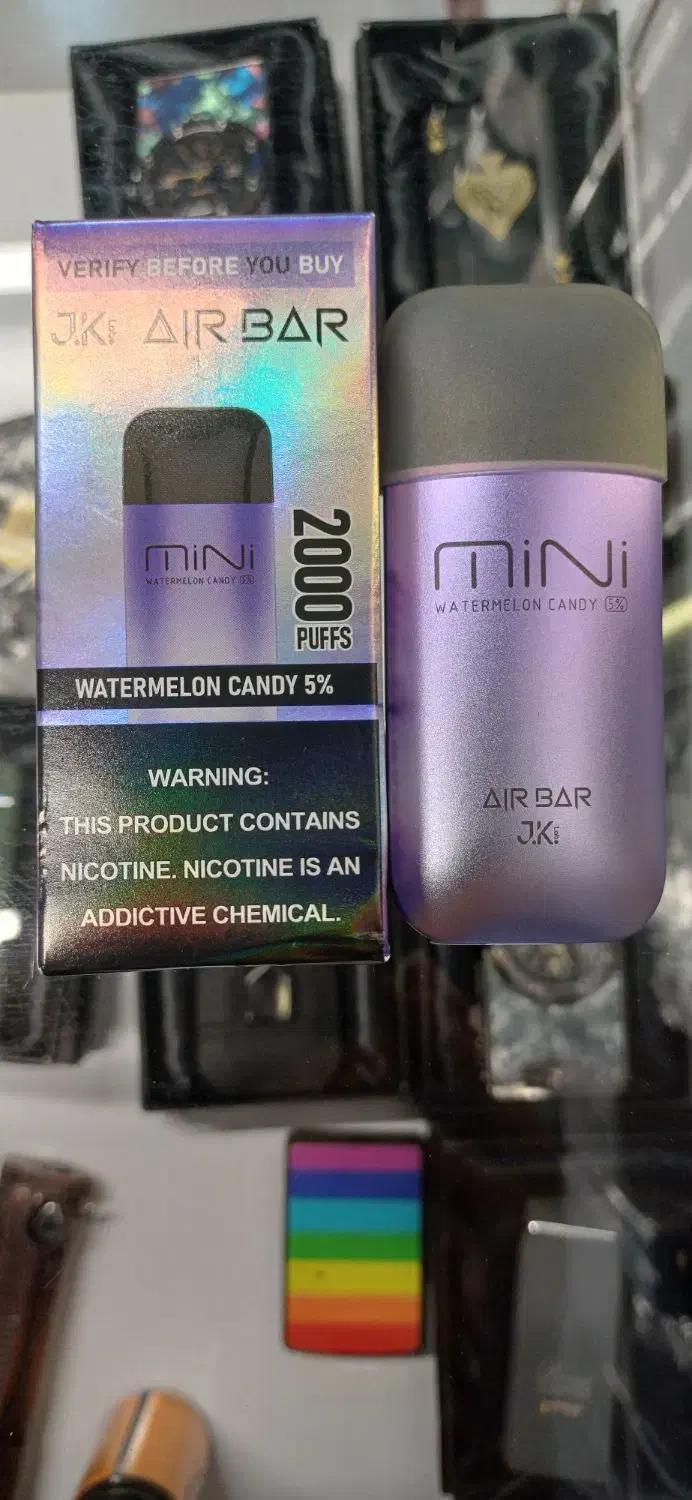 VERIFY BEFORE YOU BUY
J.K! AIR BAR
MiNi
WATERMELON CANDY 5%
2000
PUFFS
WATERMELON CANDY 5%
WARNING:
THIS PRODUCT CONTAINS
NICOTINE. NICOTINE IS AN
ADDICTIVE CHEMICAL.
MiNi
WATERMELON CANDY 5%
AIR BAR
J.K!